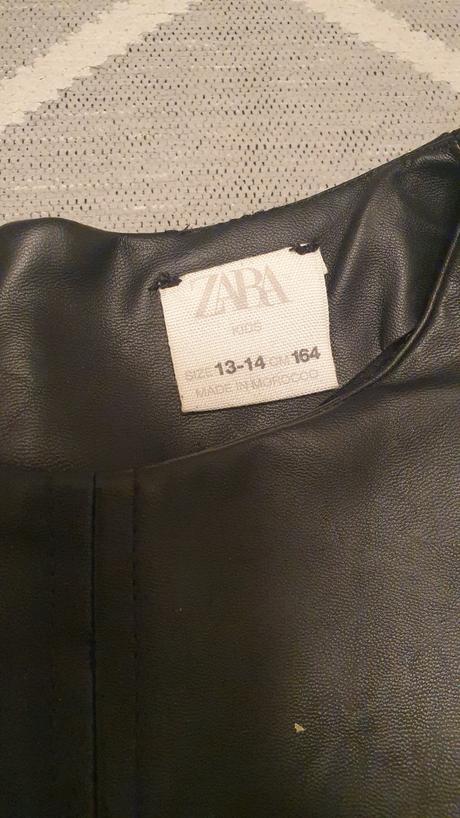 ZARA
KIDS
SIZE 13-14 CM 164
MADE IN MOROCCO